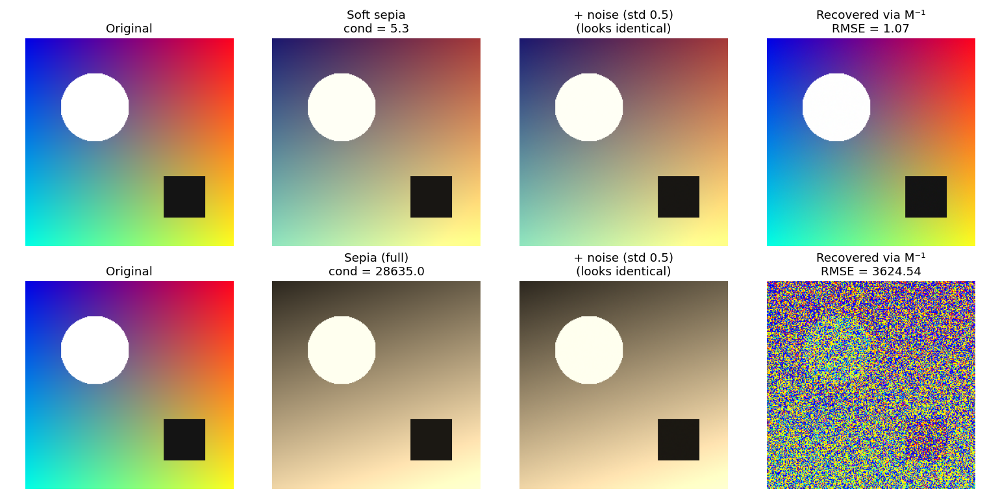 Original
Soft sepia
cond = 5.3
+ noise (std 0.5)
(looks identical)
Recovered via M⁻¹
RMSE = 1.07
Original
Sepia (full)
cond = 28635.0
+ noise (std 0.5)
(looks identical)
Recovered via M⁻¹
RMSE = 3624.54